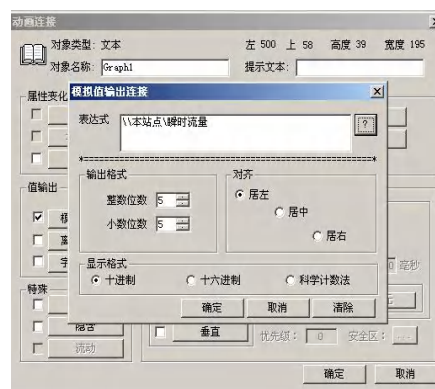 动画连接
对象类型: 文本 左 500 上 58 高度 39 宽度 195
对象名称: Graph1 提示文本:
属性变化
模拟值输出连接
表达式 \\本站点\瞬时流量 ?
输出格式 对齐
整数位数 5 居左
小数位数 5 居中
居右
显示格式
十进制 十六进制 科学计数法
确定 取消 清除
值输出
模
字
0 毫秒
特殊
隐含 垂直 优先级: 0 安全区: ...
流动
确定 取消